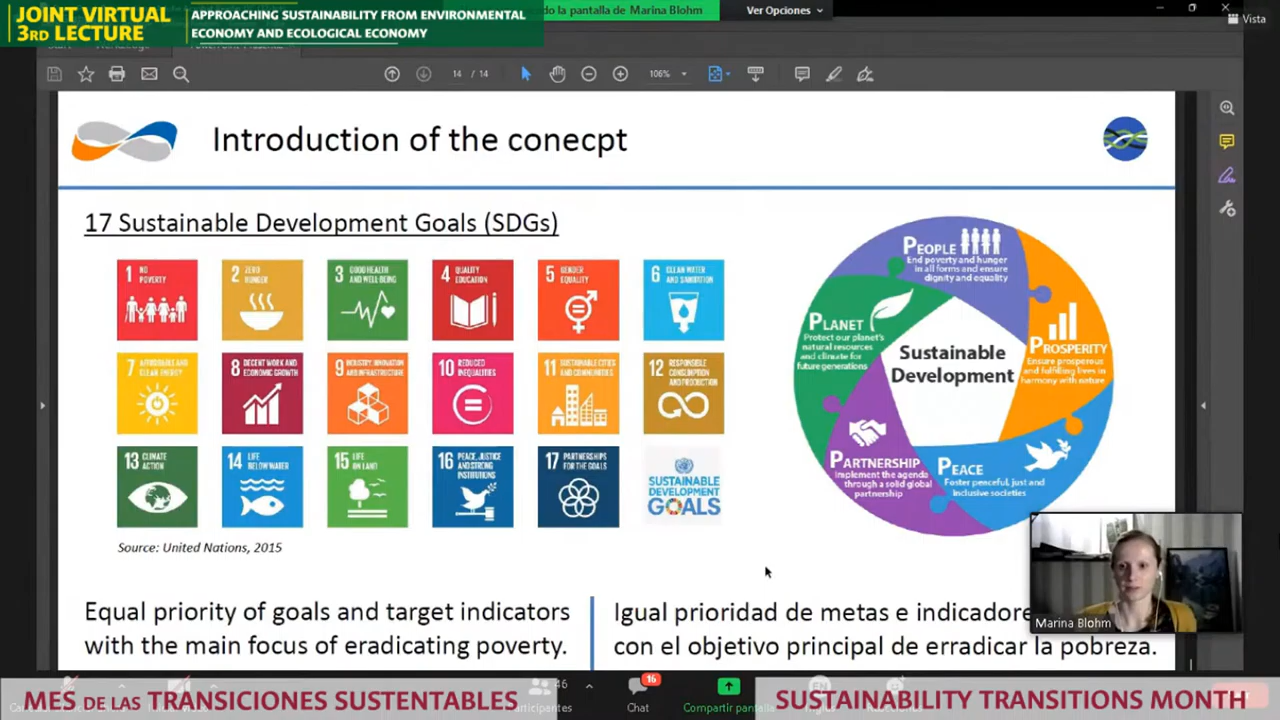 JOINT VIRTUAL
3RD LECTURE
APPROACHING SUSTAINABILITY FROM ENVIRONMENTAL
ECONOMY AND ECOLOGICAL ECONOMY
la pantalla de Marina Blohm
Ver Opciones
Vista
14 / 14
106%
Introduction of the conecpt
17 Sustainable Development Goals (SDGs)
1 NO
POVERTY
2 ZERO
HUNGER
3 GOOD HEALTH
AND WELL-BEING
4 QUALITY
EDUCATION
5 GENDER
EQUALITY
6 CLEAN WATER
AND SANITATION
7 AFFORDABLE AND
CLEAN ENERGY
8 DECENT WORK AND
ECONOMIC GROWTH
9 INDUSTRY, INNOVATION
AND INFRASTRUCTURE
10 REDUCED
INEQUALITIES
11 SUSTAINABLE CITIES
AND COMMUNITIES
12 RESPONSIBLE
CONSUMPTION
AND PRODUCTION
13 CLIMATE
ACTION
14 LIFE
BELOW WATER
15 LIFE
ON LAND
16 PEACE, JUSTICE
AND STRONG
INSTITUTIONS
17 PARTNERSHIPS
FOR THE GOALS
SUSTAINABLE
DEVELOPMENT
GOALS
Source: United Nations, 2015
PEOPLE
End poverty and hunger
in all forms and ensure
dignity and equality
PLANET
Protect our planet's
natural resources
and climate for
future generations
PROSPERITY
Ensure prosperous
and fulfilling lives in
harmony with nature
Sustainable
Development
PARTNERSHIP
Implement the agenda
through a solid global
partnership
PEACE
Foster peaceful, just and
inclusive societies
Equal priority of goals and target indicators
with the main focus of eradicating poverty.
Igual prioridad de metas e indicadore
con el objetivo principal de erradicar la pobreza.
Marina Blohm
46
16
Chat
Compartir
MES DE LAS TRANSICIONES SUSTENTABLES
SUSTAINABILITY TRANSITIONS MONTH